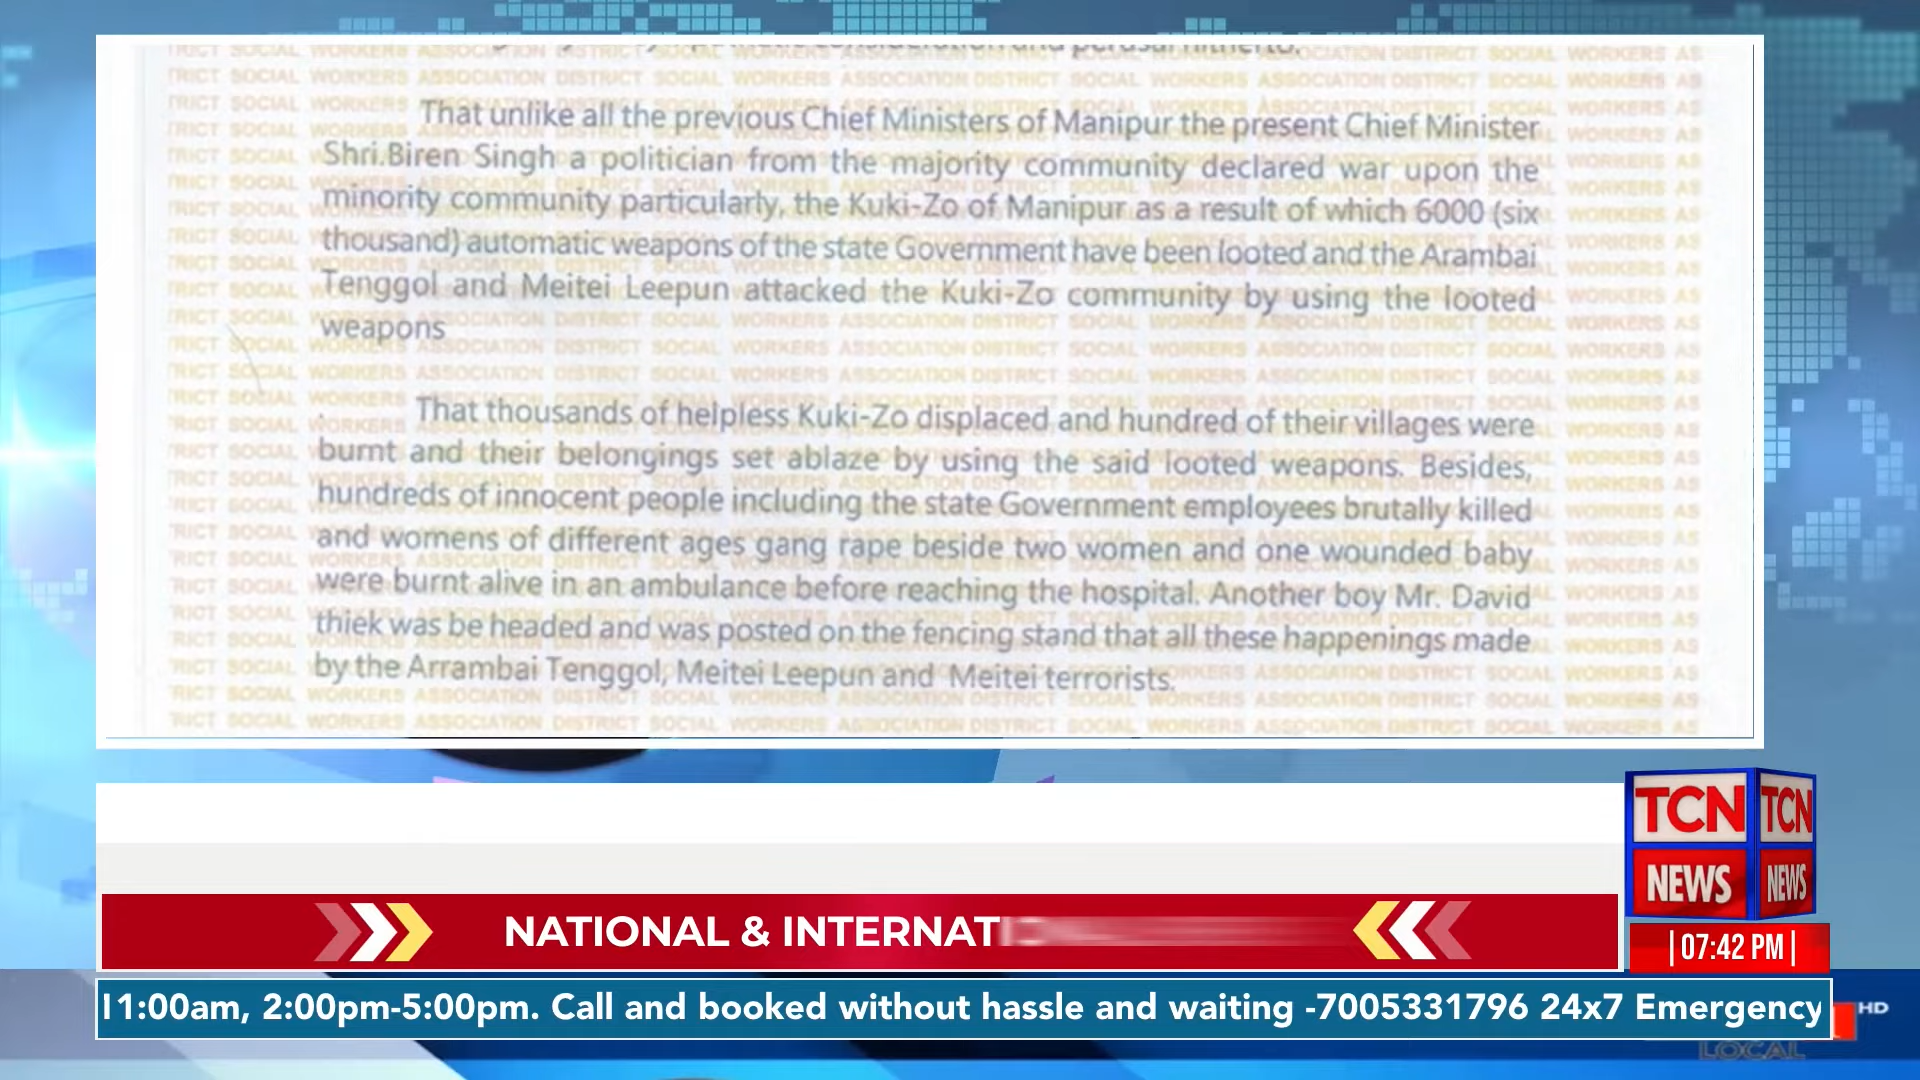 consideration and perusal hitherto.
That unlike all the previous Chief Ministers of Manipur the present Chief Minister
Shri.Biren Singh a politician from the majority community declared war upon the
minority community particularly, the Kuki-Zo of Manipur as a result of which 6000 (six
thousand) automatic weapons of the state Government have been looted and the Arambai
Tenggol and Meitei Leepun attacked the Kuki-Zo community by using the looted
weapons
That thousands of helpless Kuki-Zo displaced and hundred of their villages were
burnt and their belongings set ablaze by using the said looted weapons. Besides,
hundreds of innocent people including the state Government employees brutally killed
and womens of different ages gang rape beside two women and one wounded baby
were burnt alive in an ambulance before reaching the hospital. Another boy Mr. David
thiek was be headed and was posted on the fencing stand that all these happenings made
by the Arrambai Tenggol, Meitei Leepun and Meitei terrorists.
TCN TCN
NEWS NEWS
NATIONAL & INTERNAT
|07:42 PM|
11:00am, 2:00pm-5:00pm. Call and booked without hassle and waiting -7005331796 24x7 Emergency
HD
LOCAL